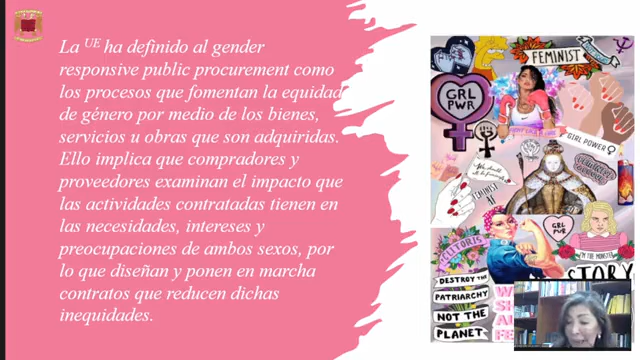 La UE ha definido al gender
responsive public procurement como
los procesos que fomentan la equidad
de género por medio de los bienes,
servicios u obras que son adquiridas.
Ello implica que compradores y
proveedores examinan el impacto que
las actividades contratadas tienen en
las necesidades, intereses y
preocupaciones de ambos sexos, por
lo que diseñan y ponen en marcha
contratos que reducen dichas
inequidades.
FEMINIST
GRL
PWR
GIRL POWER
FEMINIST
AF
GRL
PWR
CLITORIS
I'M THE MONSTER
DESTROY THE
PATRIARCHY
NOT THE
PLANET
STORY